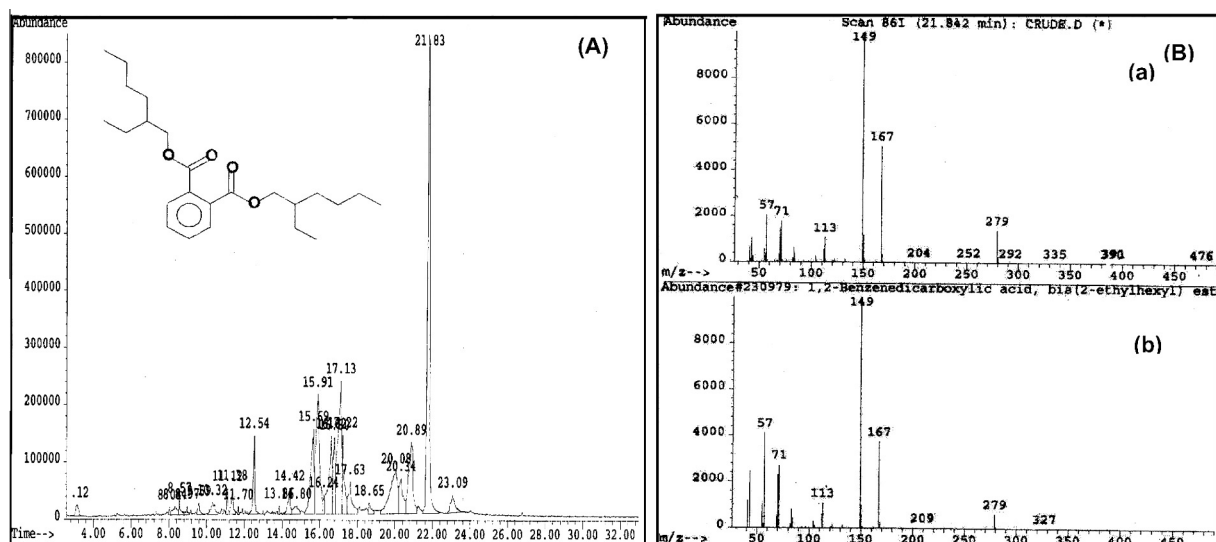 Abundance
(A)
21.83
800000
700000
600000
500000
400000
300000
200000
100000
0
17.13
15.91
15.69
12.54
20.89
14.42
16.24
17.63
20.08
20.34
11.70
18.65
23.09
.12
Time-->
4.00 6.00 8.00 10.00 12.00 14.00 16.00 18.00 20.00 22.00 24.00 26.00 28.00 30.00 32.00
O
O
O
O
Abundance
Scan 861 (21.842 min): CRUDE.D (*)
(B)
(a)
149
8000
6000
4000
2000
0
167
57
71
113
279
204 252 292 335 390 476
m/z-->
50 100 150 200 250 300 350 400 450
Abundance #230979: 1,2-Benzenedicarboxylic acid, bis(2-ethylhexyl) est
(b)
149
8000
6000
4000
2000
0
57
71
167
113
279
209 327
m/z-->
50 100 150 200 250 300 350 400 450